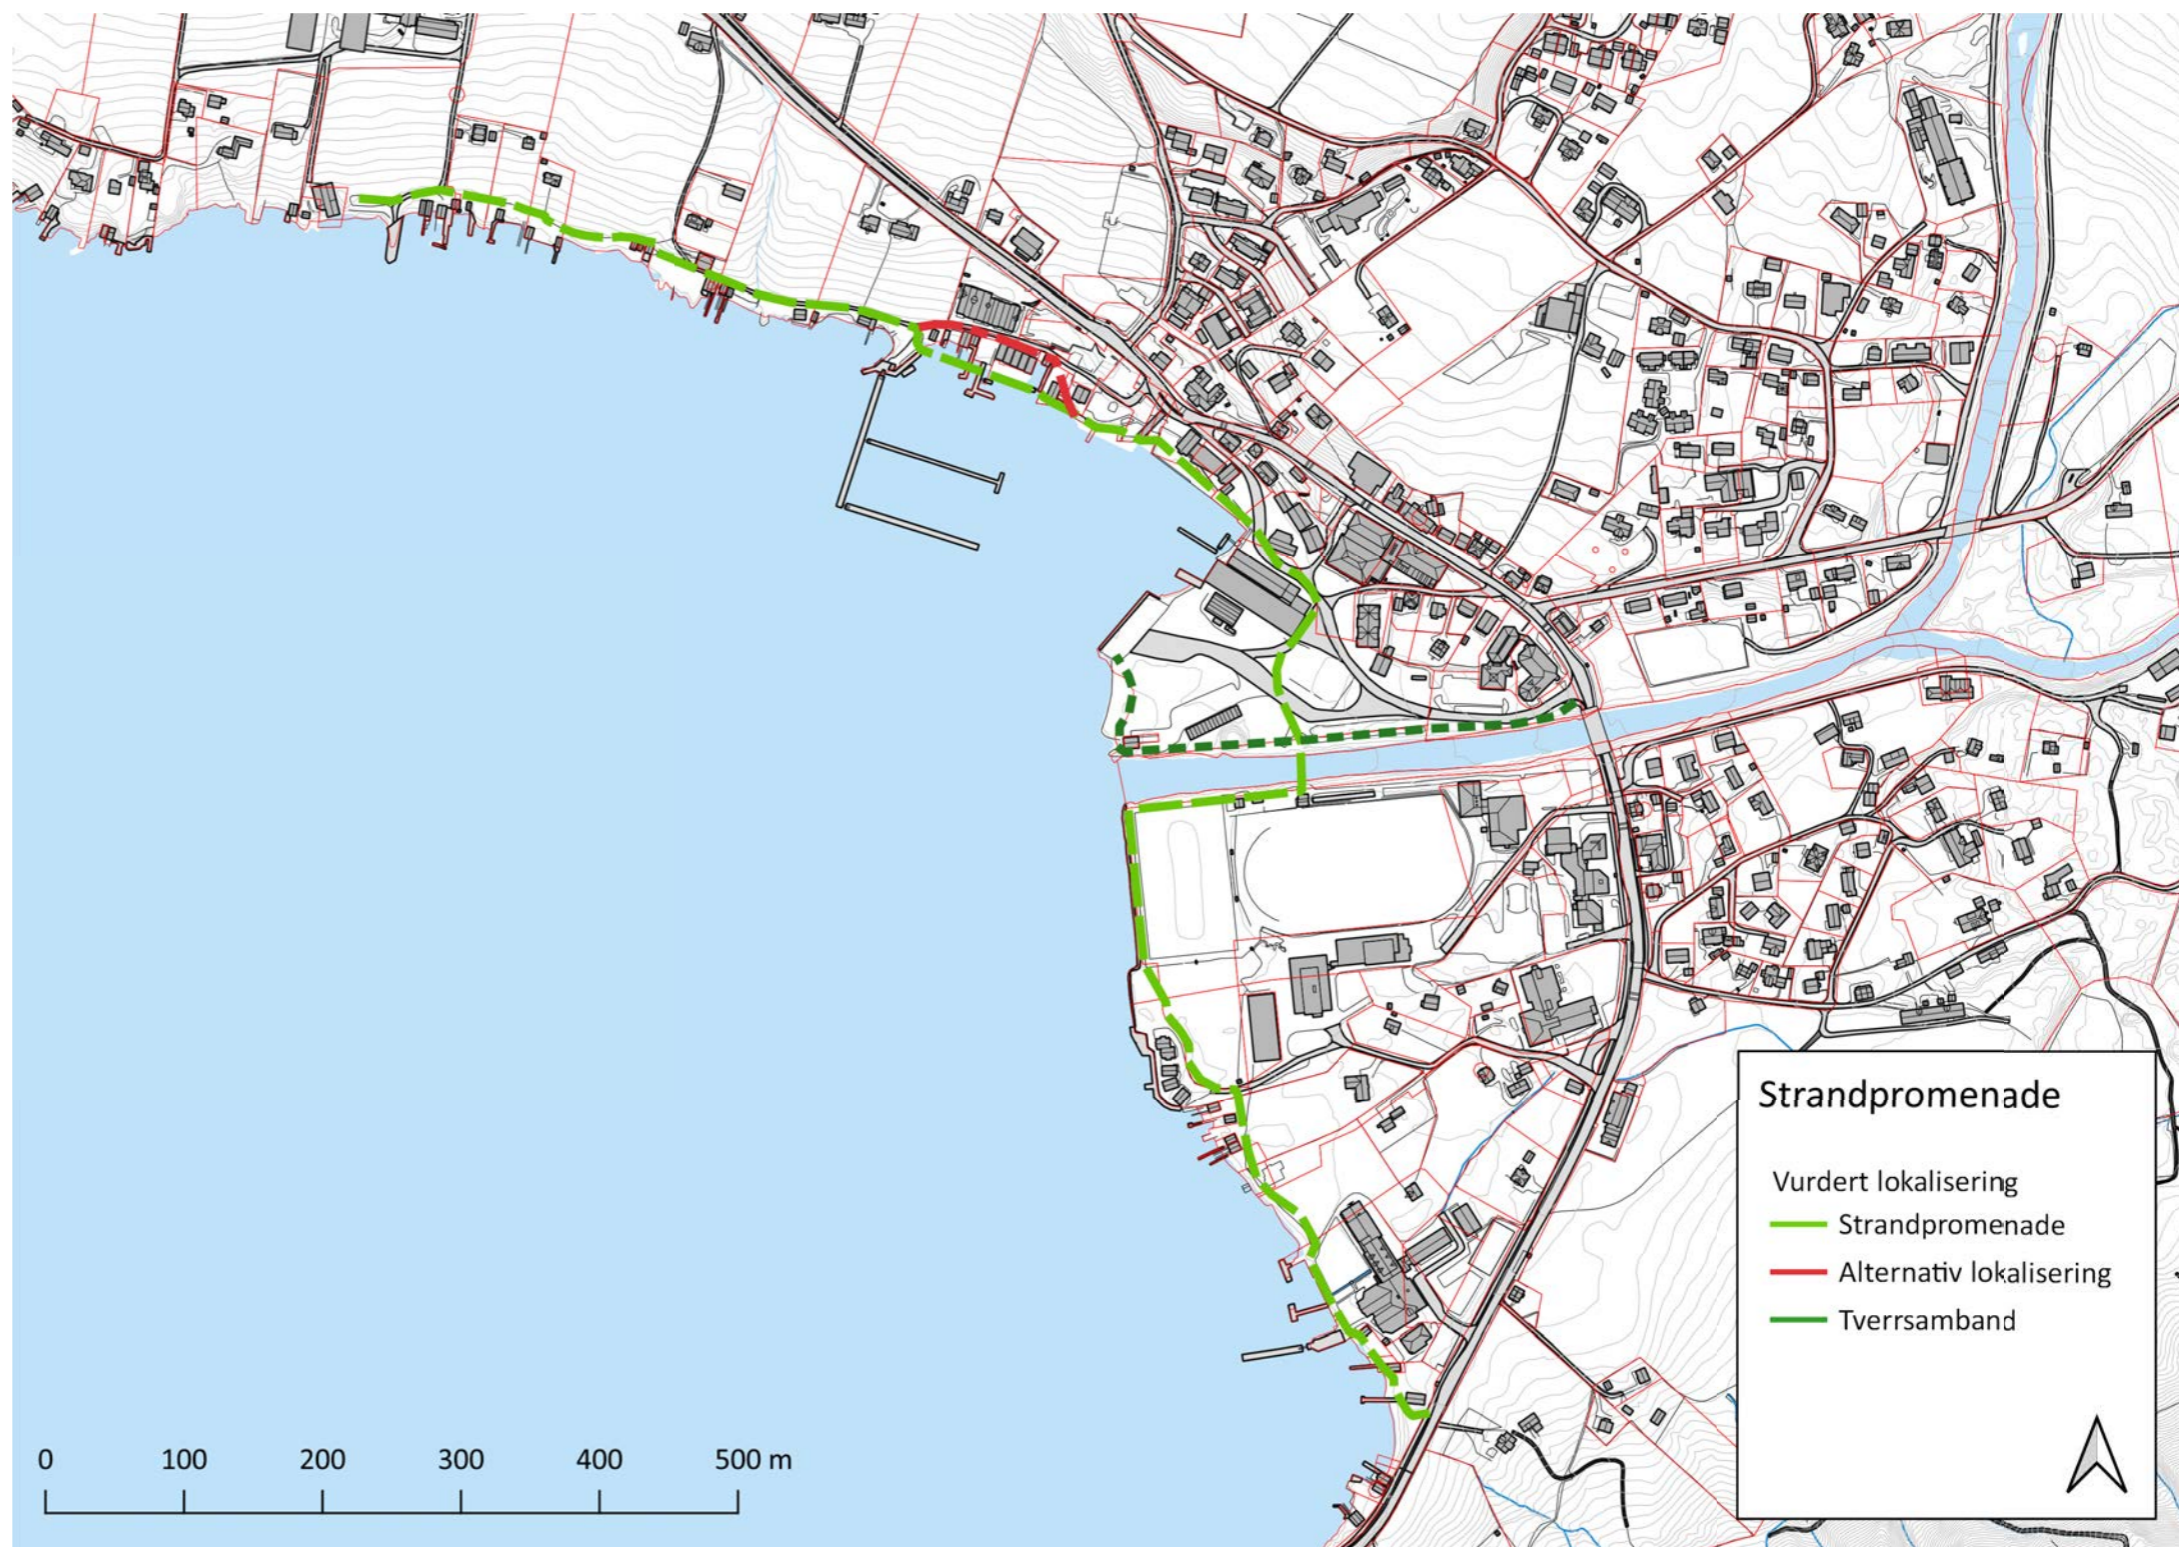 Strandpromenade
Vurdert lokalisering
Strandpromenade
Alternativ lokalisering
Tverrsamband
0 100 200 300 400 500 m